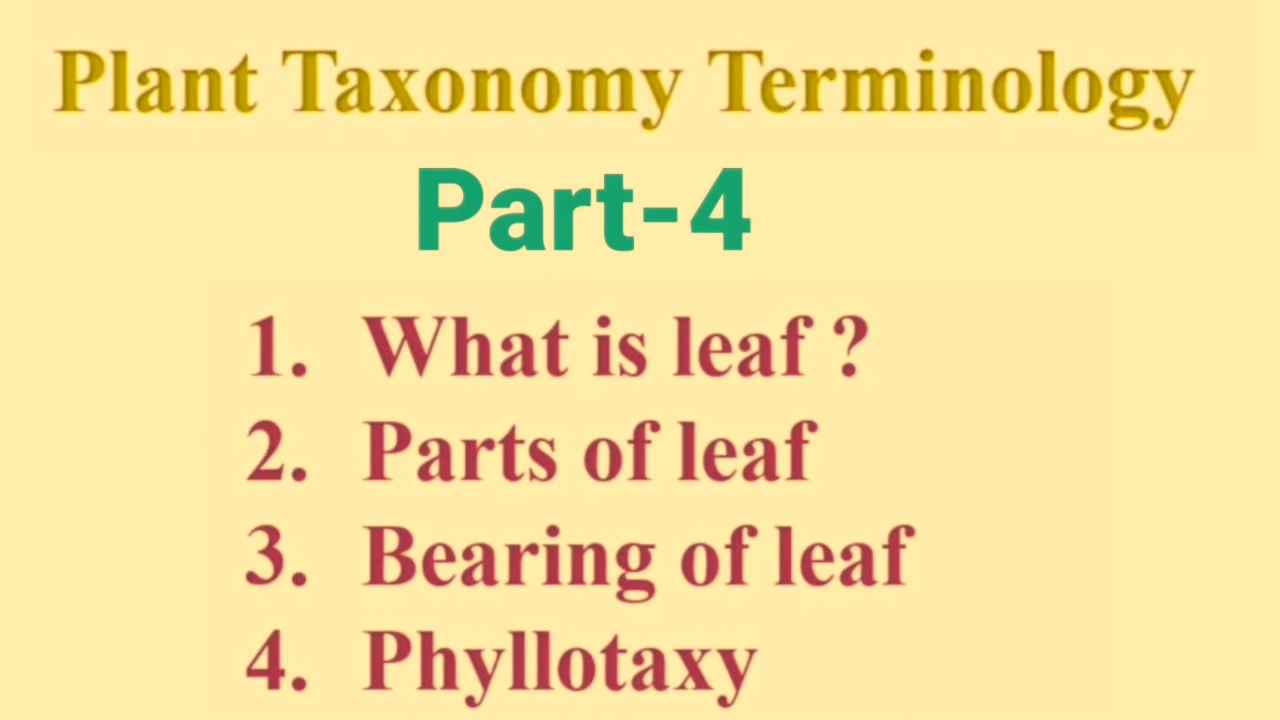 Plant Taxonomy Terminology
Part-4
1. What is leaf ?
2. Parts of leaf
3. Bearing of leaf
4. Phyllotaxy